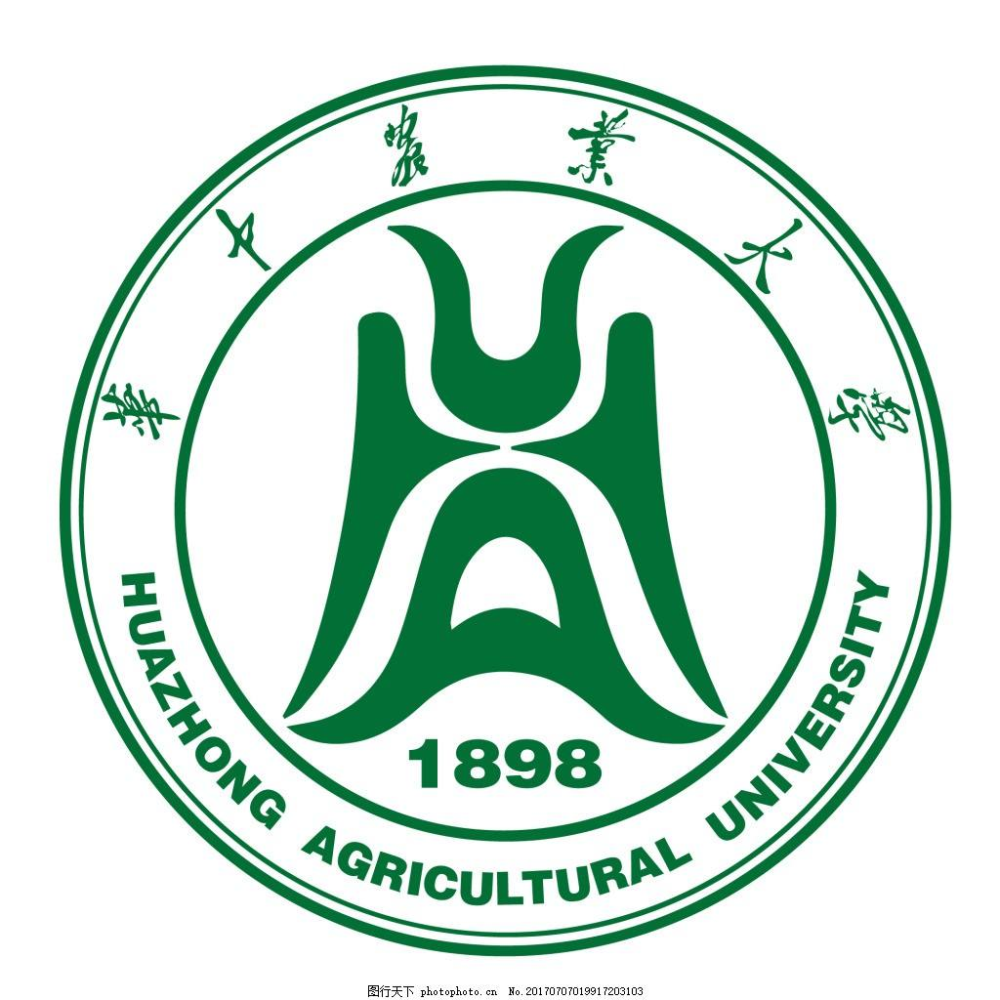 華中農業大學
1898
HUAZHONG AGRICULTURAL UNIVERSITY
图行天下 photophoto.cn No.20170707019917203103